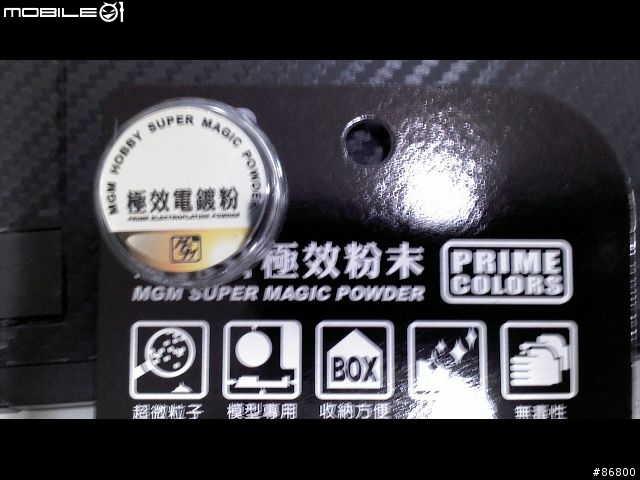 MOBILE01
MGM HOBBY SUPER MAGIC POWDER
極效電鍍粉
PRIME ELECTROPLATING POWDER
極效粉末
MGM SUPER MAGIC POWDER
PRIME COLORS
BOX
超微粒子 模型專用 收納方便 無毒性
#86800